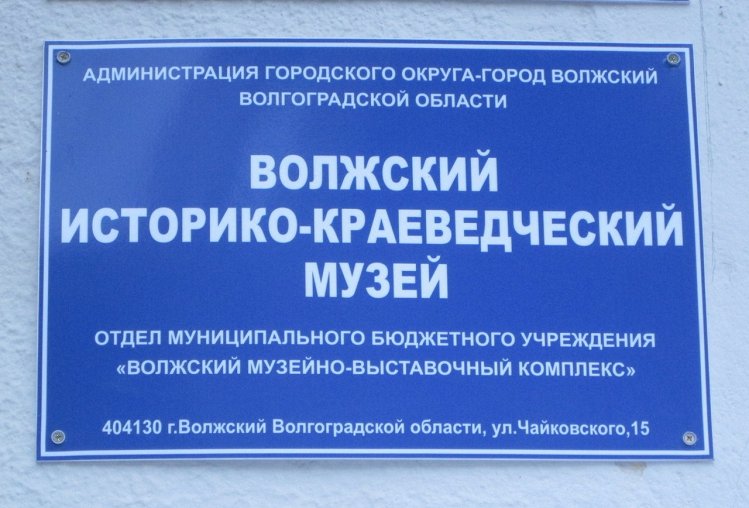 АДМИНИСТРАЦИЯ ГОРОДСКОГО ОКРУГА-ГОРОД ВОЛЖСКИЙ
ВОЛГОГРАДСКОЙ ОБЛАСТИ
ВОЛЖСКИЙ
ИСТОРИКО-КРАЕВЕДЧЕСКИЙ
МУЗЕЙ
ОТДЕЛ МУНИЦИПАЛЬНОГО БЮДЖЕТНОГО УЧРЕЖДЕНИЯ
«ВОЛЖСКИЙ МУЗЕЙНО-ВЫСТАВОЧНЫЙ КОМПЛЕКС»
404130 г.Волжский Волгоградской области, ул.Чайковского,15